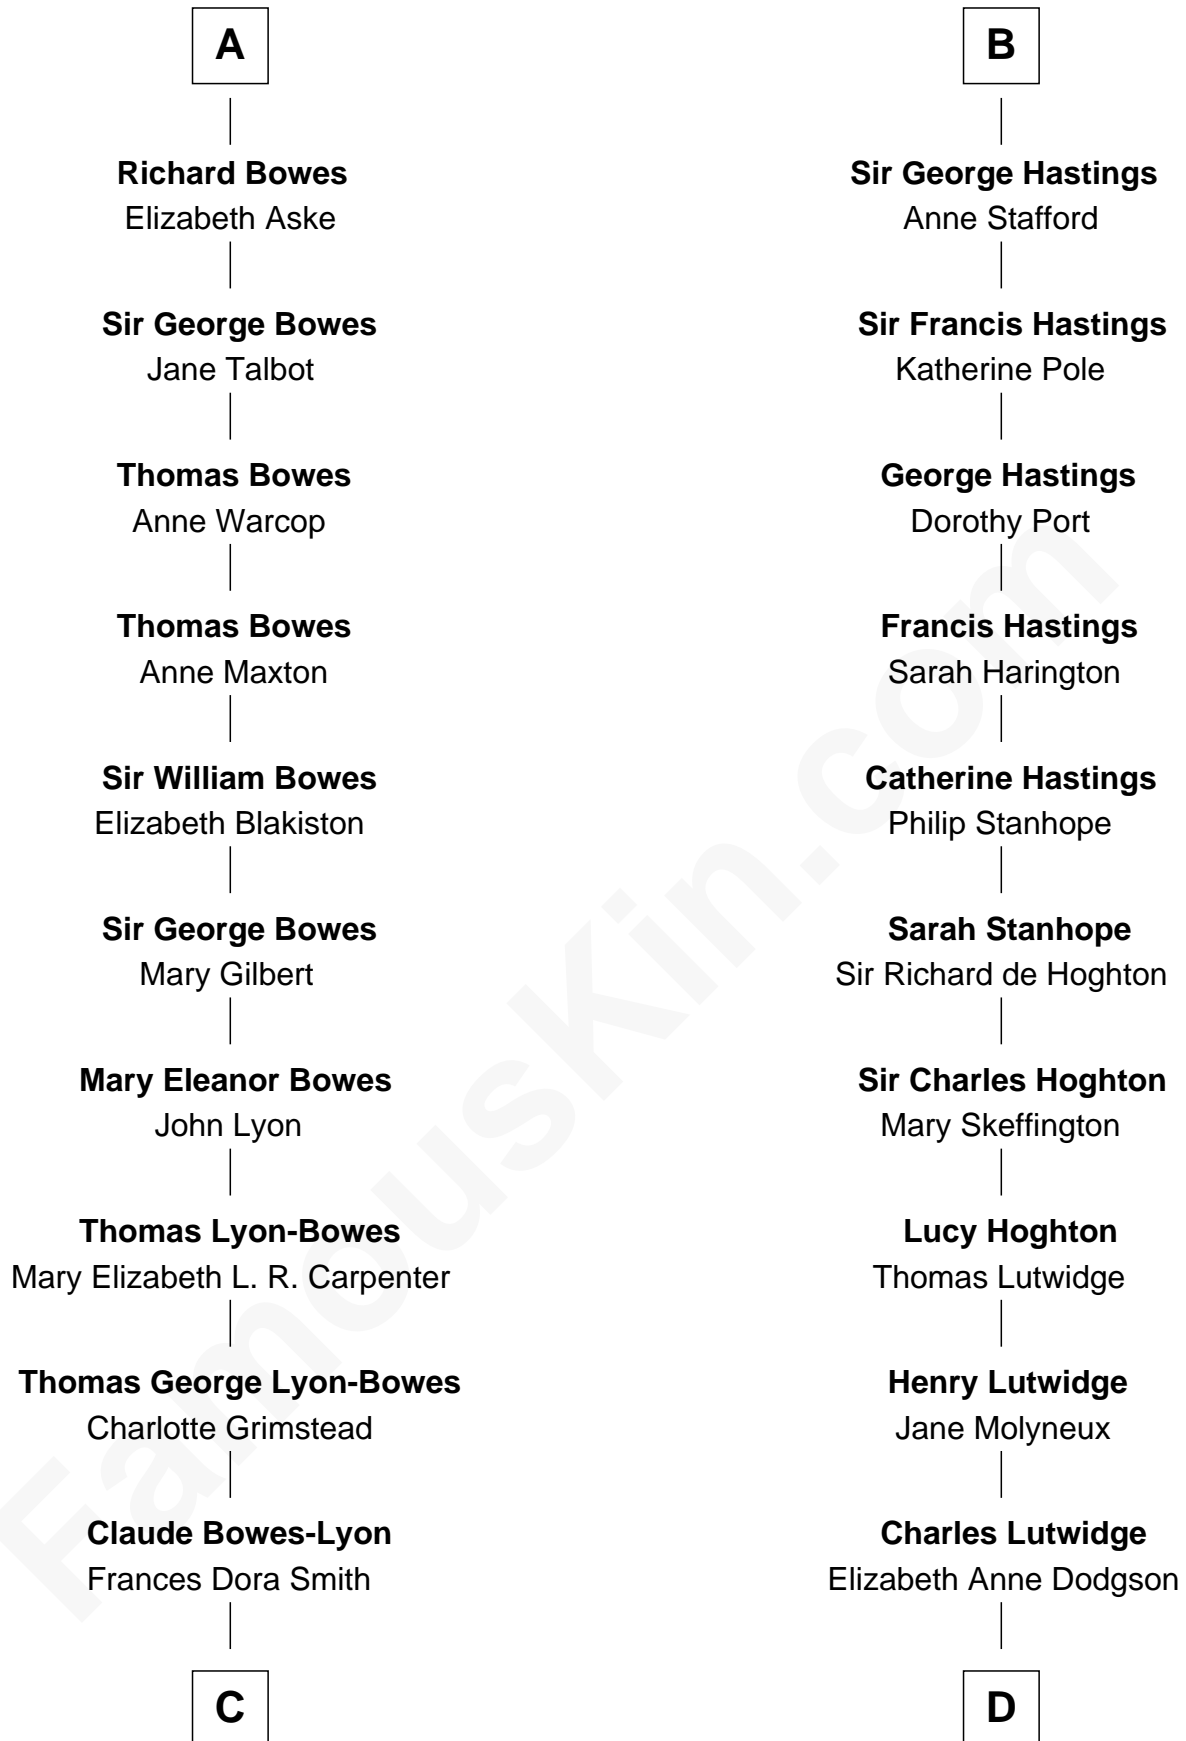 A
Richard Bowes
Elizabeth Aske
Sir George Bowes
Jane Talbot
Thomas Bowes
Anne Warcop
Thomas Bowes
Anne Maxton
Sir William Bowes
Elizabeth Blakiston
Sir George Bowes
Mary Gilbert
Mary Eleanor Bowes
John Lyon
Thomas Lyon-Bowes
Mary Elizabeth L. R. Carpenter
Thomas George Lyon-Bowes
Charlotte Grimstead
Claude Bowes-Lyon
Frances Dora Smith
C
B
Sir George Hastings
Anne Stafford
Sir Francis Hastings
Katherine Pole
George Hastings
Dorothy Port
Francis Hastings
Sarah Harington
Catherine Hastings
Philip Stanhope
Sarah Stanhope
Sir Richard de Hoghton
Sir Charles Hoghton
Mary Skeffington
Lucy Hoghton
Thomas Lutwidge
Henry Lutwidge
Jane Molyneux
Charles Lutwidge
Elizabeth Anne Dodgson
D
FamousKin.com